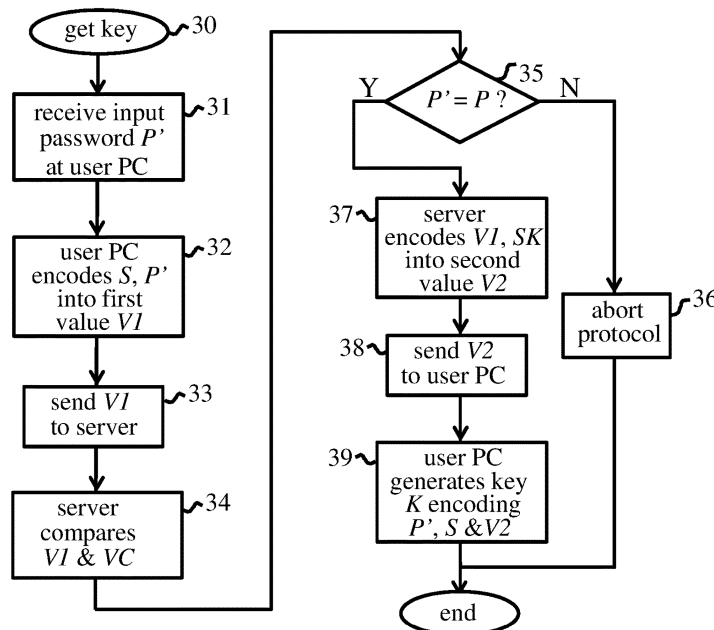 get key
30
receive input
password P'
at user PC
31
user PC
encodes S, P'
into first
value V1
32
send V1
to server
33
server
compares
V1 & VC
34
P' = P ?
35
Y
N
server
encodes V1, SK
into second
value V2
37
abort
protocol
36
send V2
to user PC
38
user PC
generates key
K encoding
P', S &V2
39
end